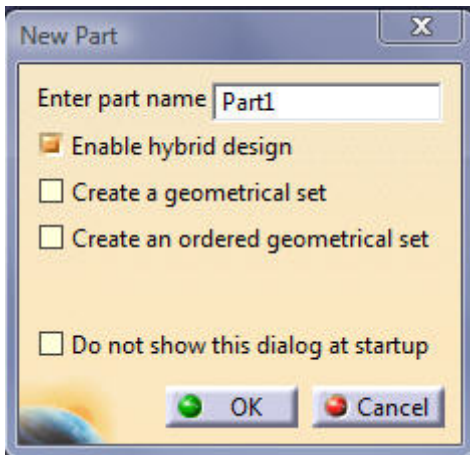 New Part
Enter part name Part1
Enable hybrid design
Create a geometrical set
Create an ordered geometrical set
Do not show this dialog at startup
OK Cancel